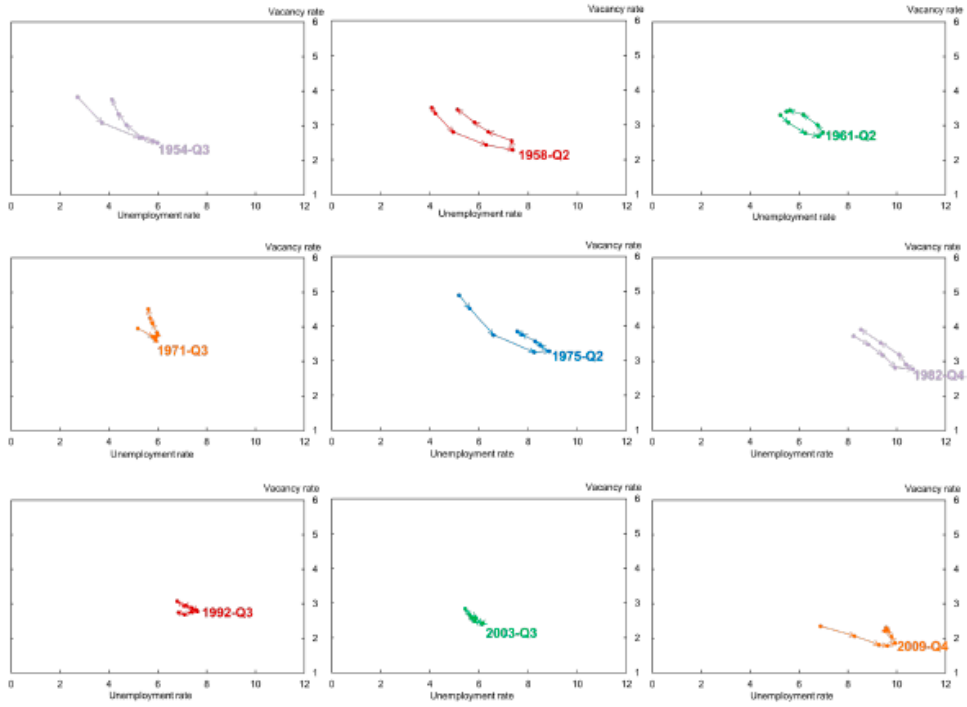 Vacancy rate Vacancy rate Vacancy rate
6 6 6
5 5 5
4 4 4
3 3 3
2 2 2
1 1 1
1954-Q3 1958-Q2 1961-Q2
0 2 4 6 8 10 12 0 2 4 6 8 10 12 0 2 4 6 8 10 12
Unemployment rate Unemployment rate Unemployment rate
Vacancy rate Vacancy rate Vacancy rate
6 6 6
5 5 5
4 4 4
3 3 3
2 2 2
1 1 1
1971-Q3 1975-Q2 1982-Q4
0 2 4 6 8 10 12 0 2 4 6 8 10 12 0 2 4 6 8 10 12
Unemployment rate Unemployment rate Unemployment rate
Vacancy rate Vacancy rate Vacancy rate
6 6 6
5 5 5
4 4 4
3 3 3
2 2 2
1 1 1
1992-Q3 2003-Q3 2009-Q4
0 2 4 6 8 10 12 0 2 4 6 8 10 12 0 2 4 6 8 10 12
Unemployment rate Unemployment rate Unemployment rate